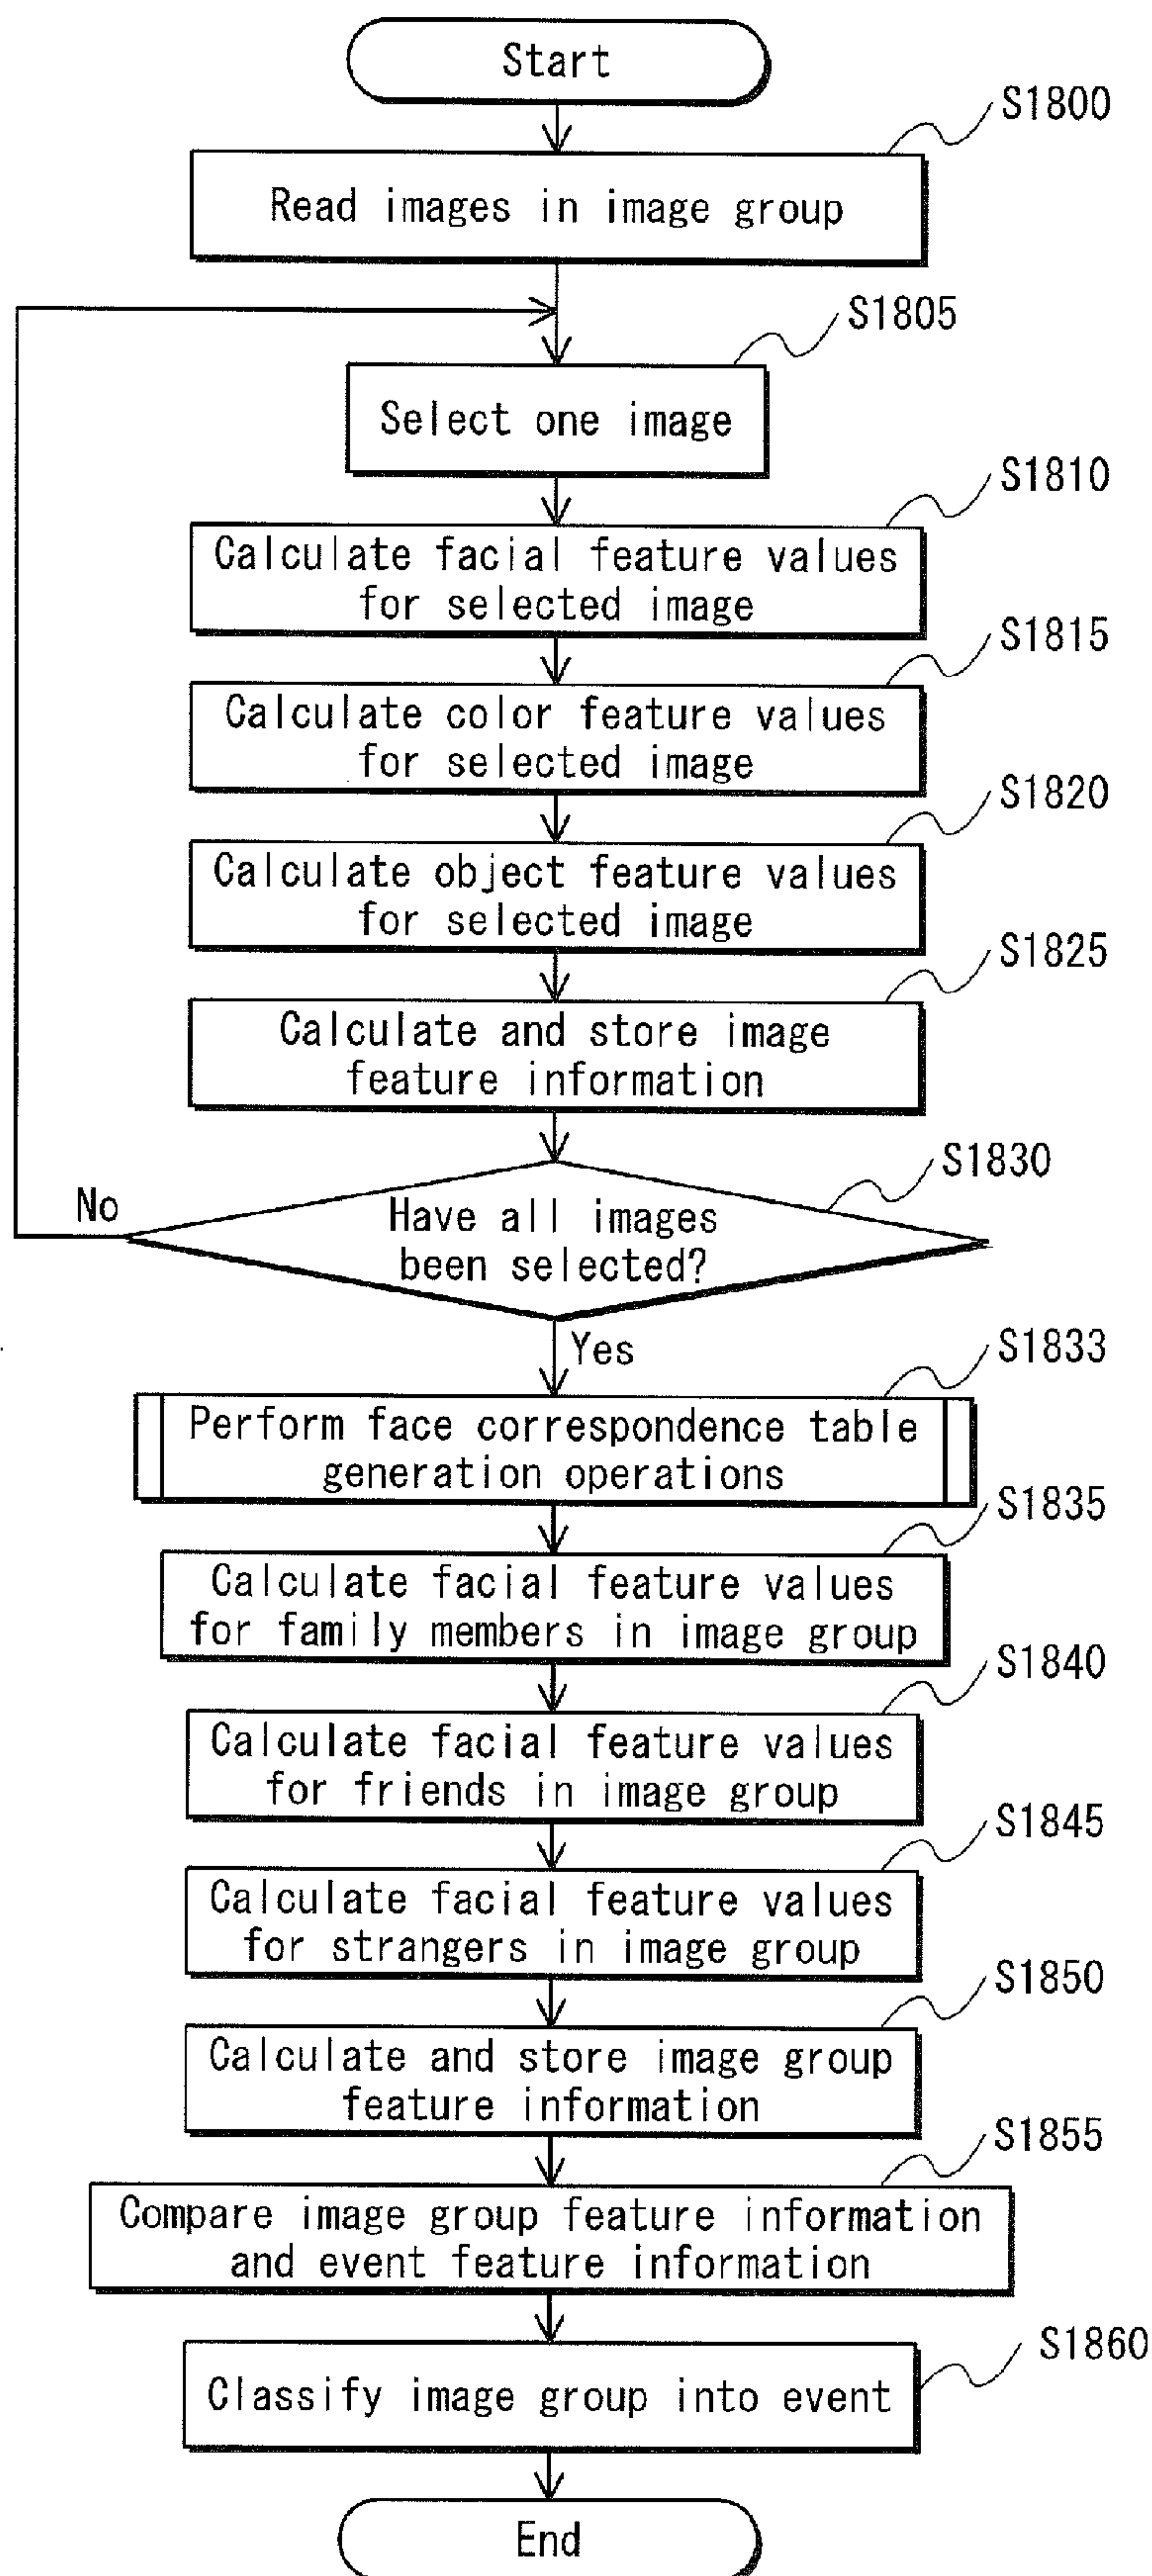 Start
S1800
Read images in image group
S1805
Select one image
S1810
Calculate facial feature values
for selected image
S1815
Calculate color feature values
for selected image
S1820
Calculate object feature values
for selected image
S1825
Calculate and store image
feature information
S1830
No
Have all images
been selected?
Yes
S1833
Perform face correspondence table
generation operations
S1835
Calculate facial feature values
for family members in image group
S1840
Calculate facial feature values
for friends in image group
S1845
Calculate facial feature values
for strangers in image group
S1850
Calculate and store image group
feature information
S1855
Compare image group feature information
and event feature information
S1860
Classify image group into event
End